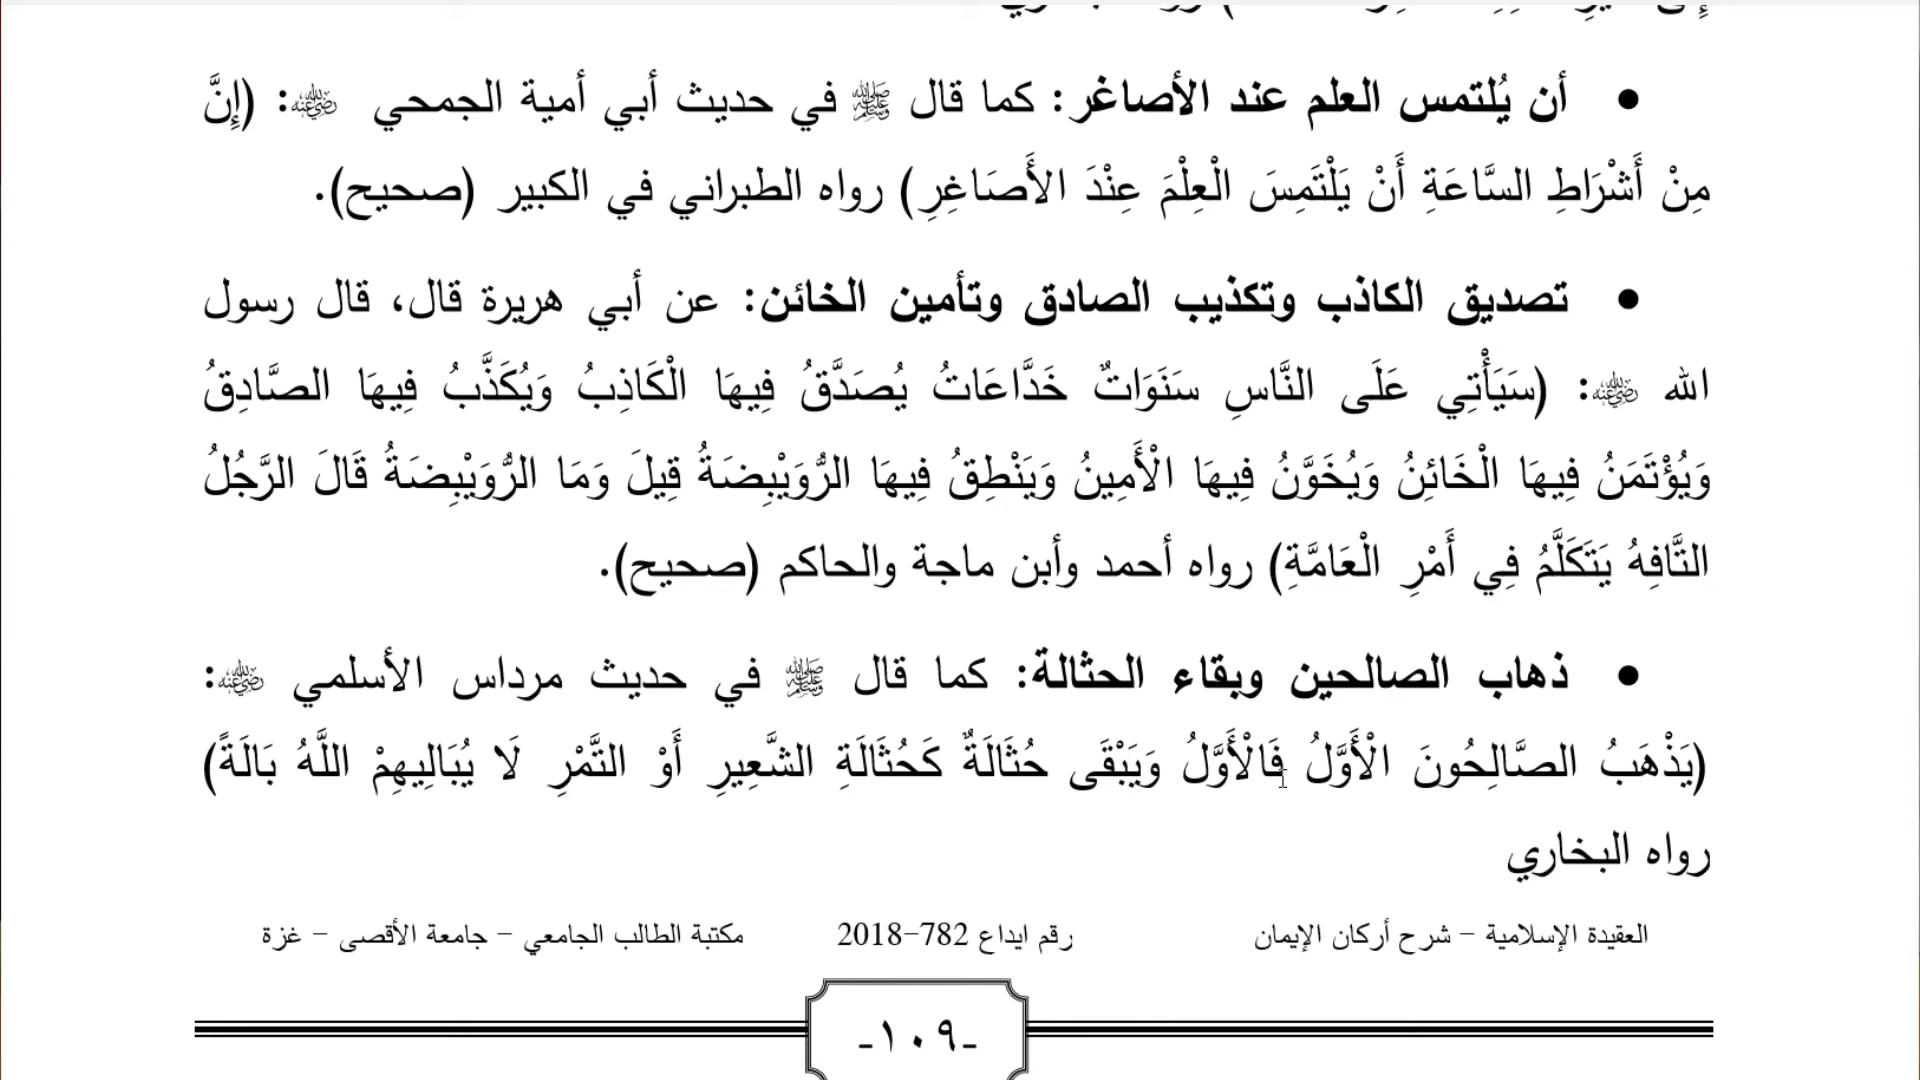 • أن يُلتمس العلم عند الأصاغر: كما قال ﷺ في حديث أبي أمية الجمحي رضي الله عنه: (إِنَّ
مِنْ أَشْرَاطِ السَّاعَةِ أَنْ يَلْتَمِسَ الْعِلْمَ عِنْدَ الأَصَاغِرِ) رواه الطبراني في الكبير (صحيح).
• تصديق الكاذب وتكذيب الصادق وتأمين الخائن: عن أبي هريرة قال، قال رسول
الله رضي الله عنه: (سَيَأْتِي عَلَى النَّاسِ سَنَوَاتٌ خَدَّاعَاتُ يُصَدَّقُ فِيهَا الْكَاذِبُ وَيُكَذَّبُ فِيهَا الصَّادِقُ
وَيُؤْتَمَنُ فِيهَا الْخَائِنُ وَيُخَوَّنُ فِيهَا الْأَمِينُ وَيَنْطِقُ فِيهَا الرُّوَيْبِضَةُ قِيلَ وَمَا الرُّوَيْبِضَةُ قَالَ الرَّجُلُ
التَّافِهُ يَتَكَلَّمُ فِي أَمْرِ الْعَامَّةِ) رواه أحمد وأبن ماجة والحاكم (صحيح).
• ذهاب الصالحين وبقاء الحثالة: كما قال ﷺ في حديث مرداس الأسلمي رضي الله عنه:
(يَذْهَبُ الصَّالِحُونَ الْأَوَّلُ فَالْأَوَّلُ وَيَبْقَى حُثَالَةٌ كَحُثَالَةِ الشَّعِيرِ أَوْ التَّمْرِ لَا يُبَالِيهِمْ اللَّهُ بَالَةً)
رواه البخاري
العقيدة الإسلامية – شرح أركان الإيمان رقم ايداع 782-2018 مكتبة الطالب الجامعي – جامعة الأقصى – غزة
-١٠٩-